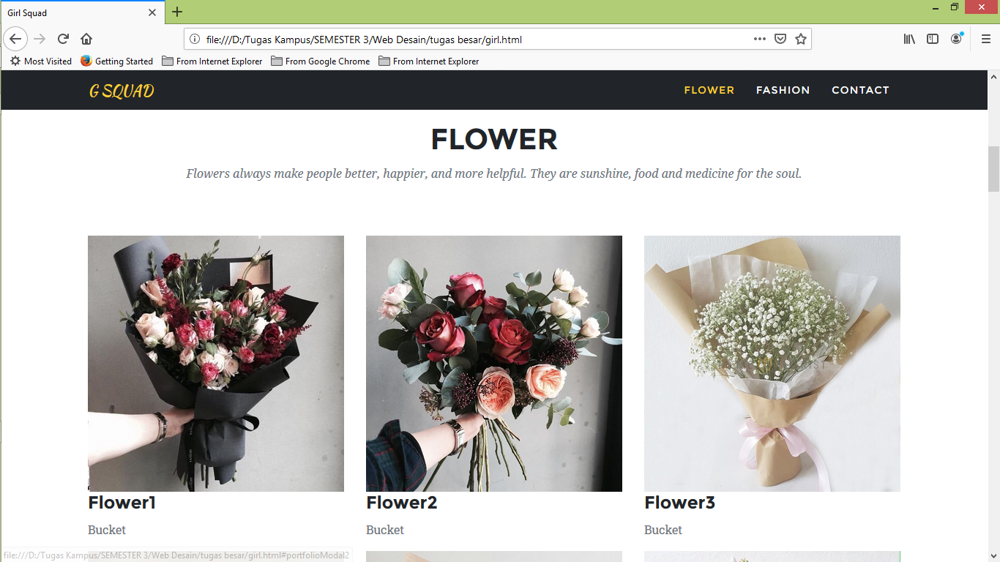 Girl Squad
file:///D:/Tugas Kampus/SEMESTER 3/Web Desain/tugas besar/girl.html
Most Visited Getting Started From Internet Explorer From Google Chrome From Internet Explorer
G SQUAD FLOWER FASHION CONTACT
FLOWER
Flowers always make people better, happier, and more helpful. They are sunshine, food and medicine for the soul.
Flower1 Flower2 Flower3
Bucket Bucket Bucket
file:///D:/Tugas Kampus/SEMESTER 3/Web Desain/tugas besar/girl.html#portfolioModal2